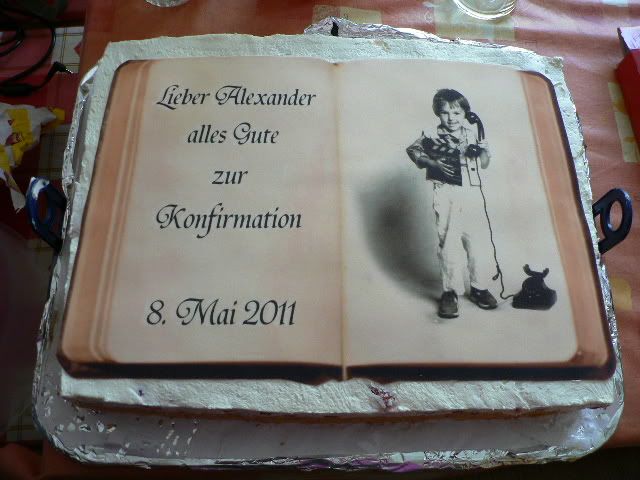 Lieber Alexander
alles Gute
zur
Konfirmation
8. Mai 2011